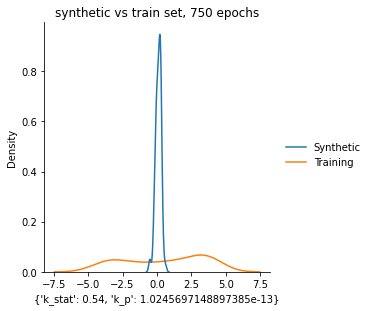 synthetic vs train set, 750 epochs
Density
0.8
0.6
0.4
0.2
0.0
Synthetic
Training
−7.5 −5.0 −2.5 0.0 2.5 5.0 7.5
{'k_stat': 0.54, 'k_p': 1.0245697148897385e-13}